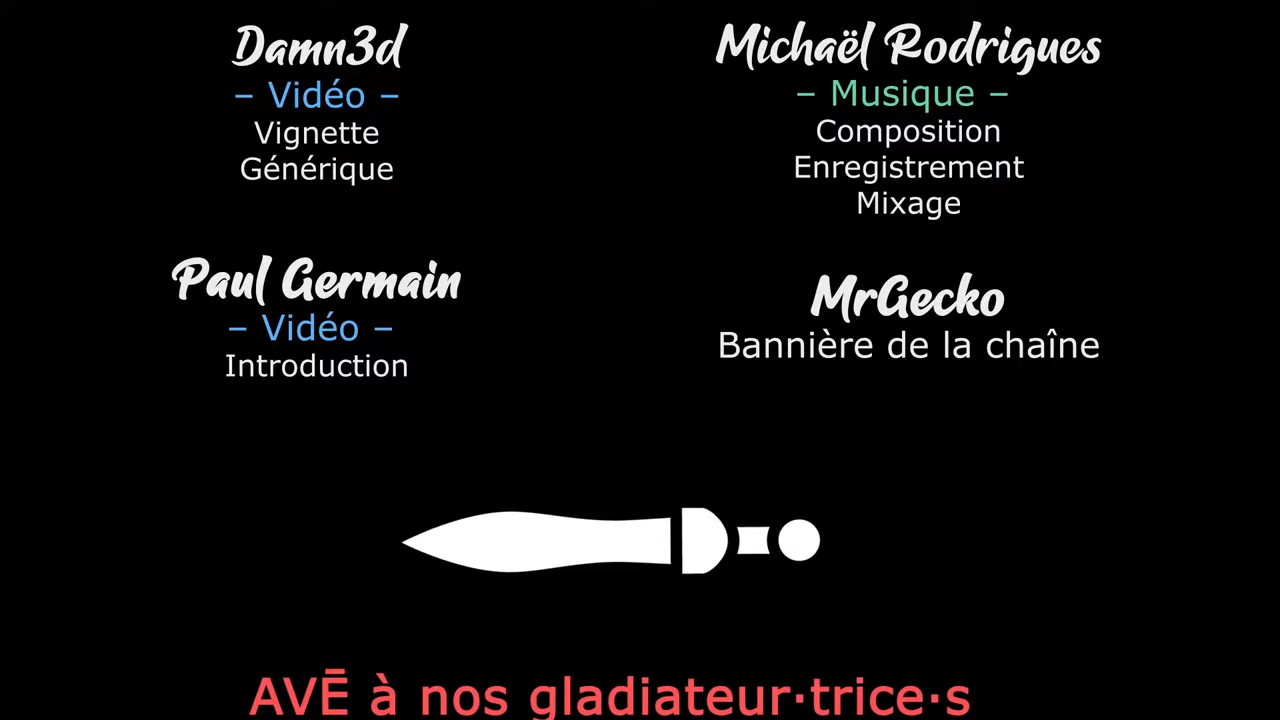 Damn3d
– Vidéo –
Vignette
Générique
Michaël Rodrigues
– Musique –
Composition
Enregistrement
Mixage
Paul Germain
– Vidéo –
Introduction
MrGecko
Bannière de la chaîne
AVĒ à nos gladiateur·trice·s